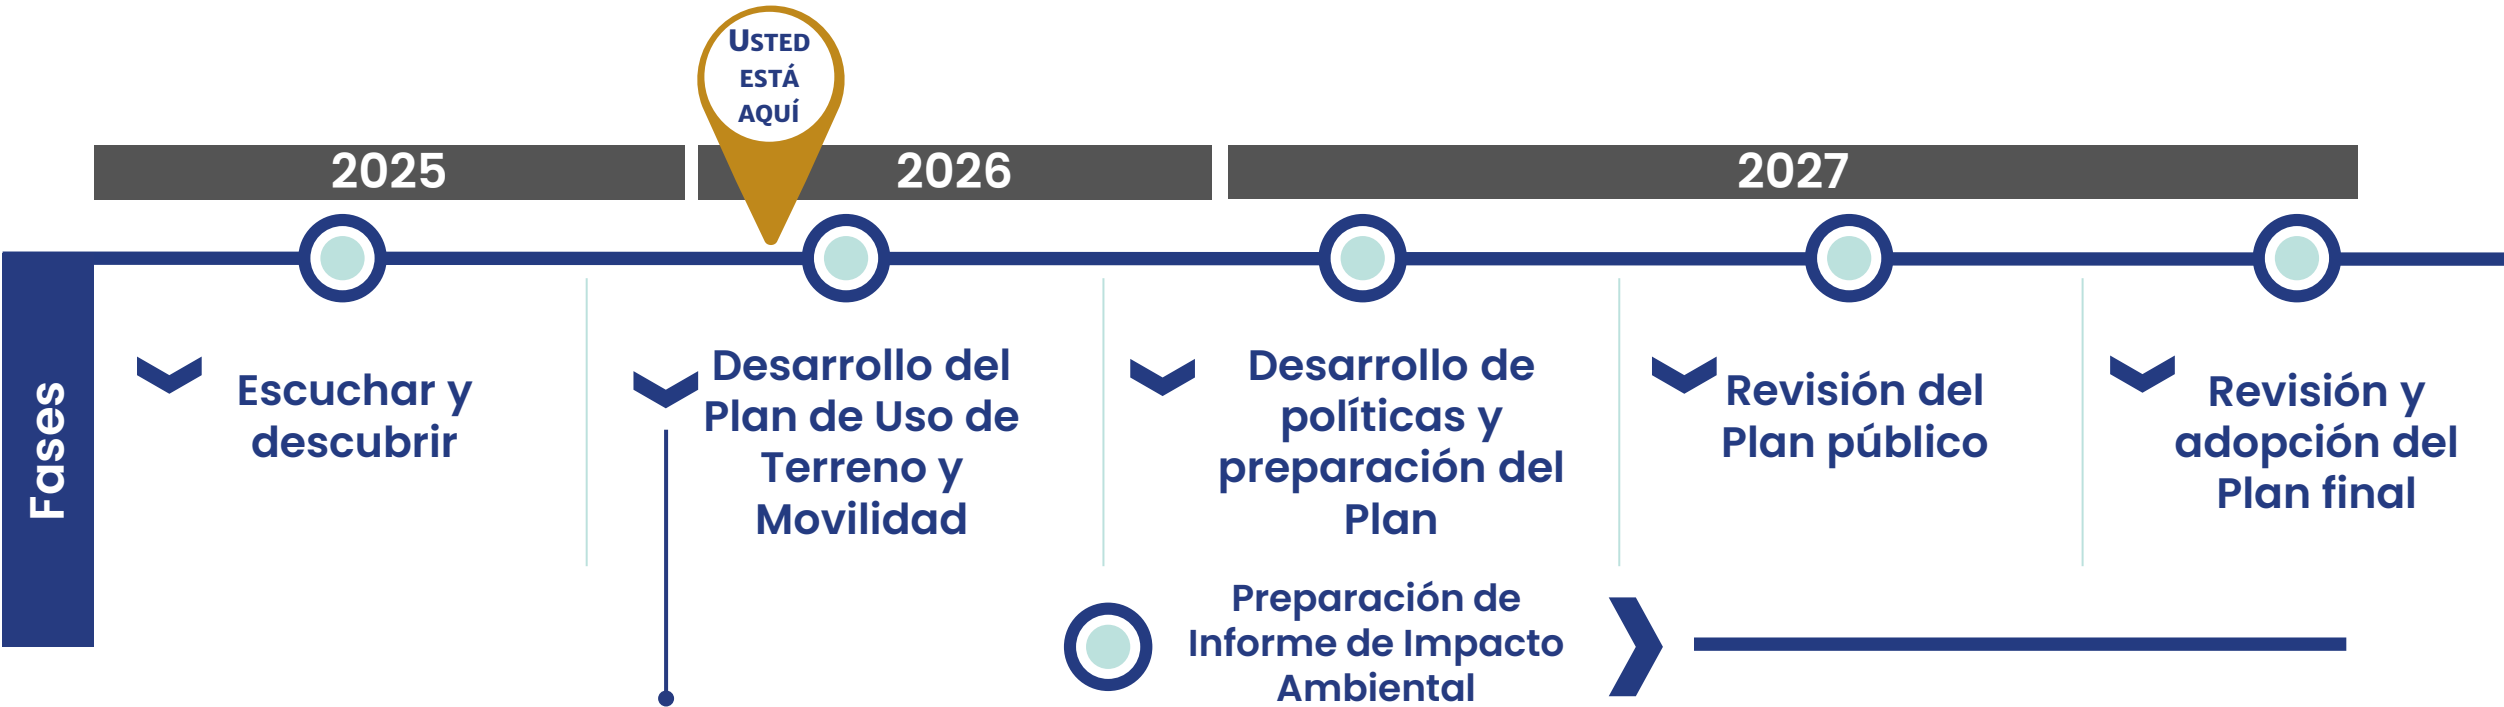 USTED
ESTÁ
AQUÍ
2025
2026
2027
Fases
Escuchar y
descubrir
Desarrollo del
Plan de Uso de
Terreno y
Movilidad
Desarrollo de
políticas y
preparación del
Plan
Revisión del
Plan público
Revisión y
adopción del
Plan final
Preparación de
Informe de Impacto
Ambiental